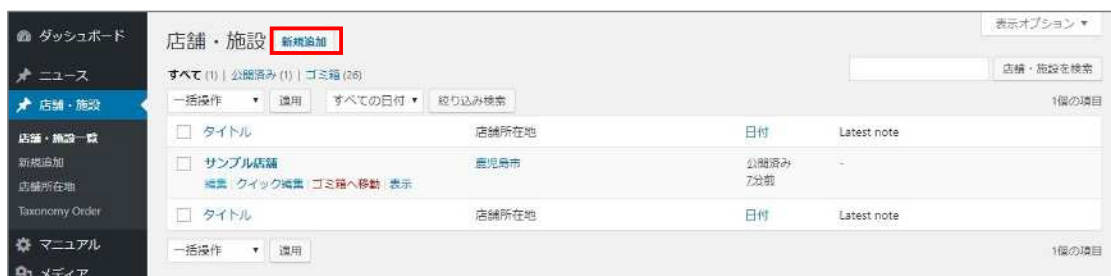 ダッシュボード
ニュース
店舗・施設
店舗・施設一覧
新規追加
店舗所在地
Taxonomy Order
マニュアル
メディア
表示オプション ▼
店舗・施設 新規追加
すべて (1) | 公開済み (1) | ゴミ箱 (26)
店舗・施設を検索
一括操作 ▼ 適用 すべての日付 ▼ 絞り込み検索
1個の項目
タイトル 店舗所在地 日付 Latest note
サンプル店舗 鹿児島市 公開済み -
編集 | クイック編集 | ゴミ箱へ移動 | 表示 7分前
タイトル 店舗所在地 日付 Latest note
一括操作 ▼ 適用
1個の項目